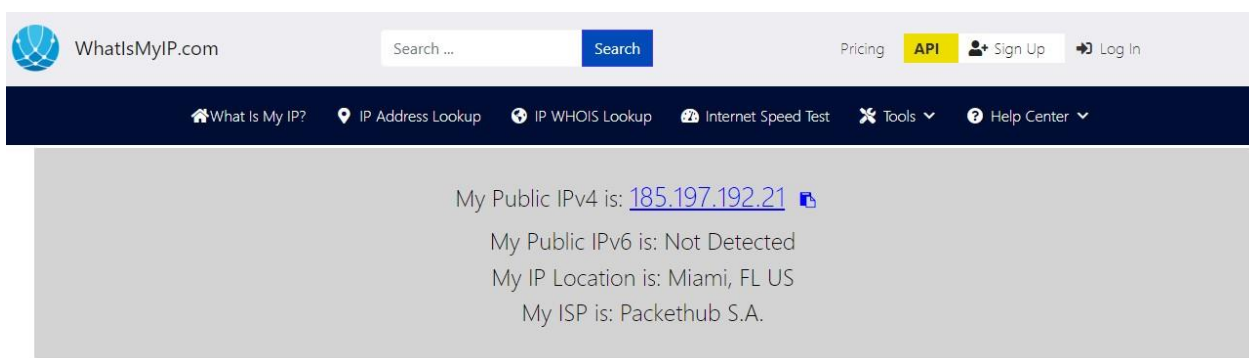 WhatIsMyIP.com Search ... Search Pricing API Sign Up Log In
What Is My IP? IP Address Lookup IP WHOIS Lookup Internet Speed Test Tools Help Center
My Public IPv4 is: 185.197.192.21
My Public IPv6 is: Not Detected
My IP Location is: Miami, FL US
My ISP is: Packethub S.A.